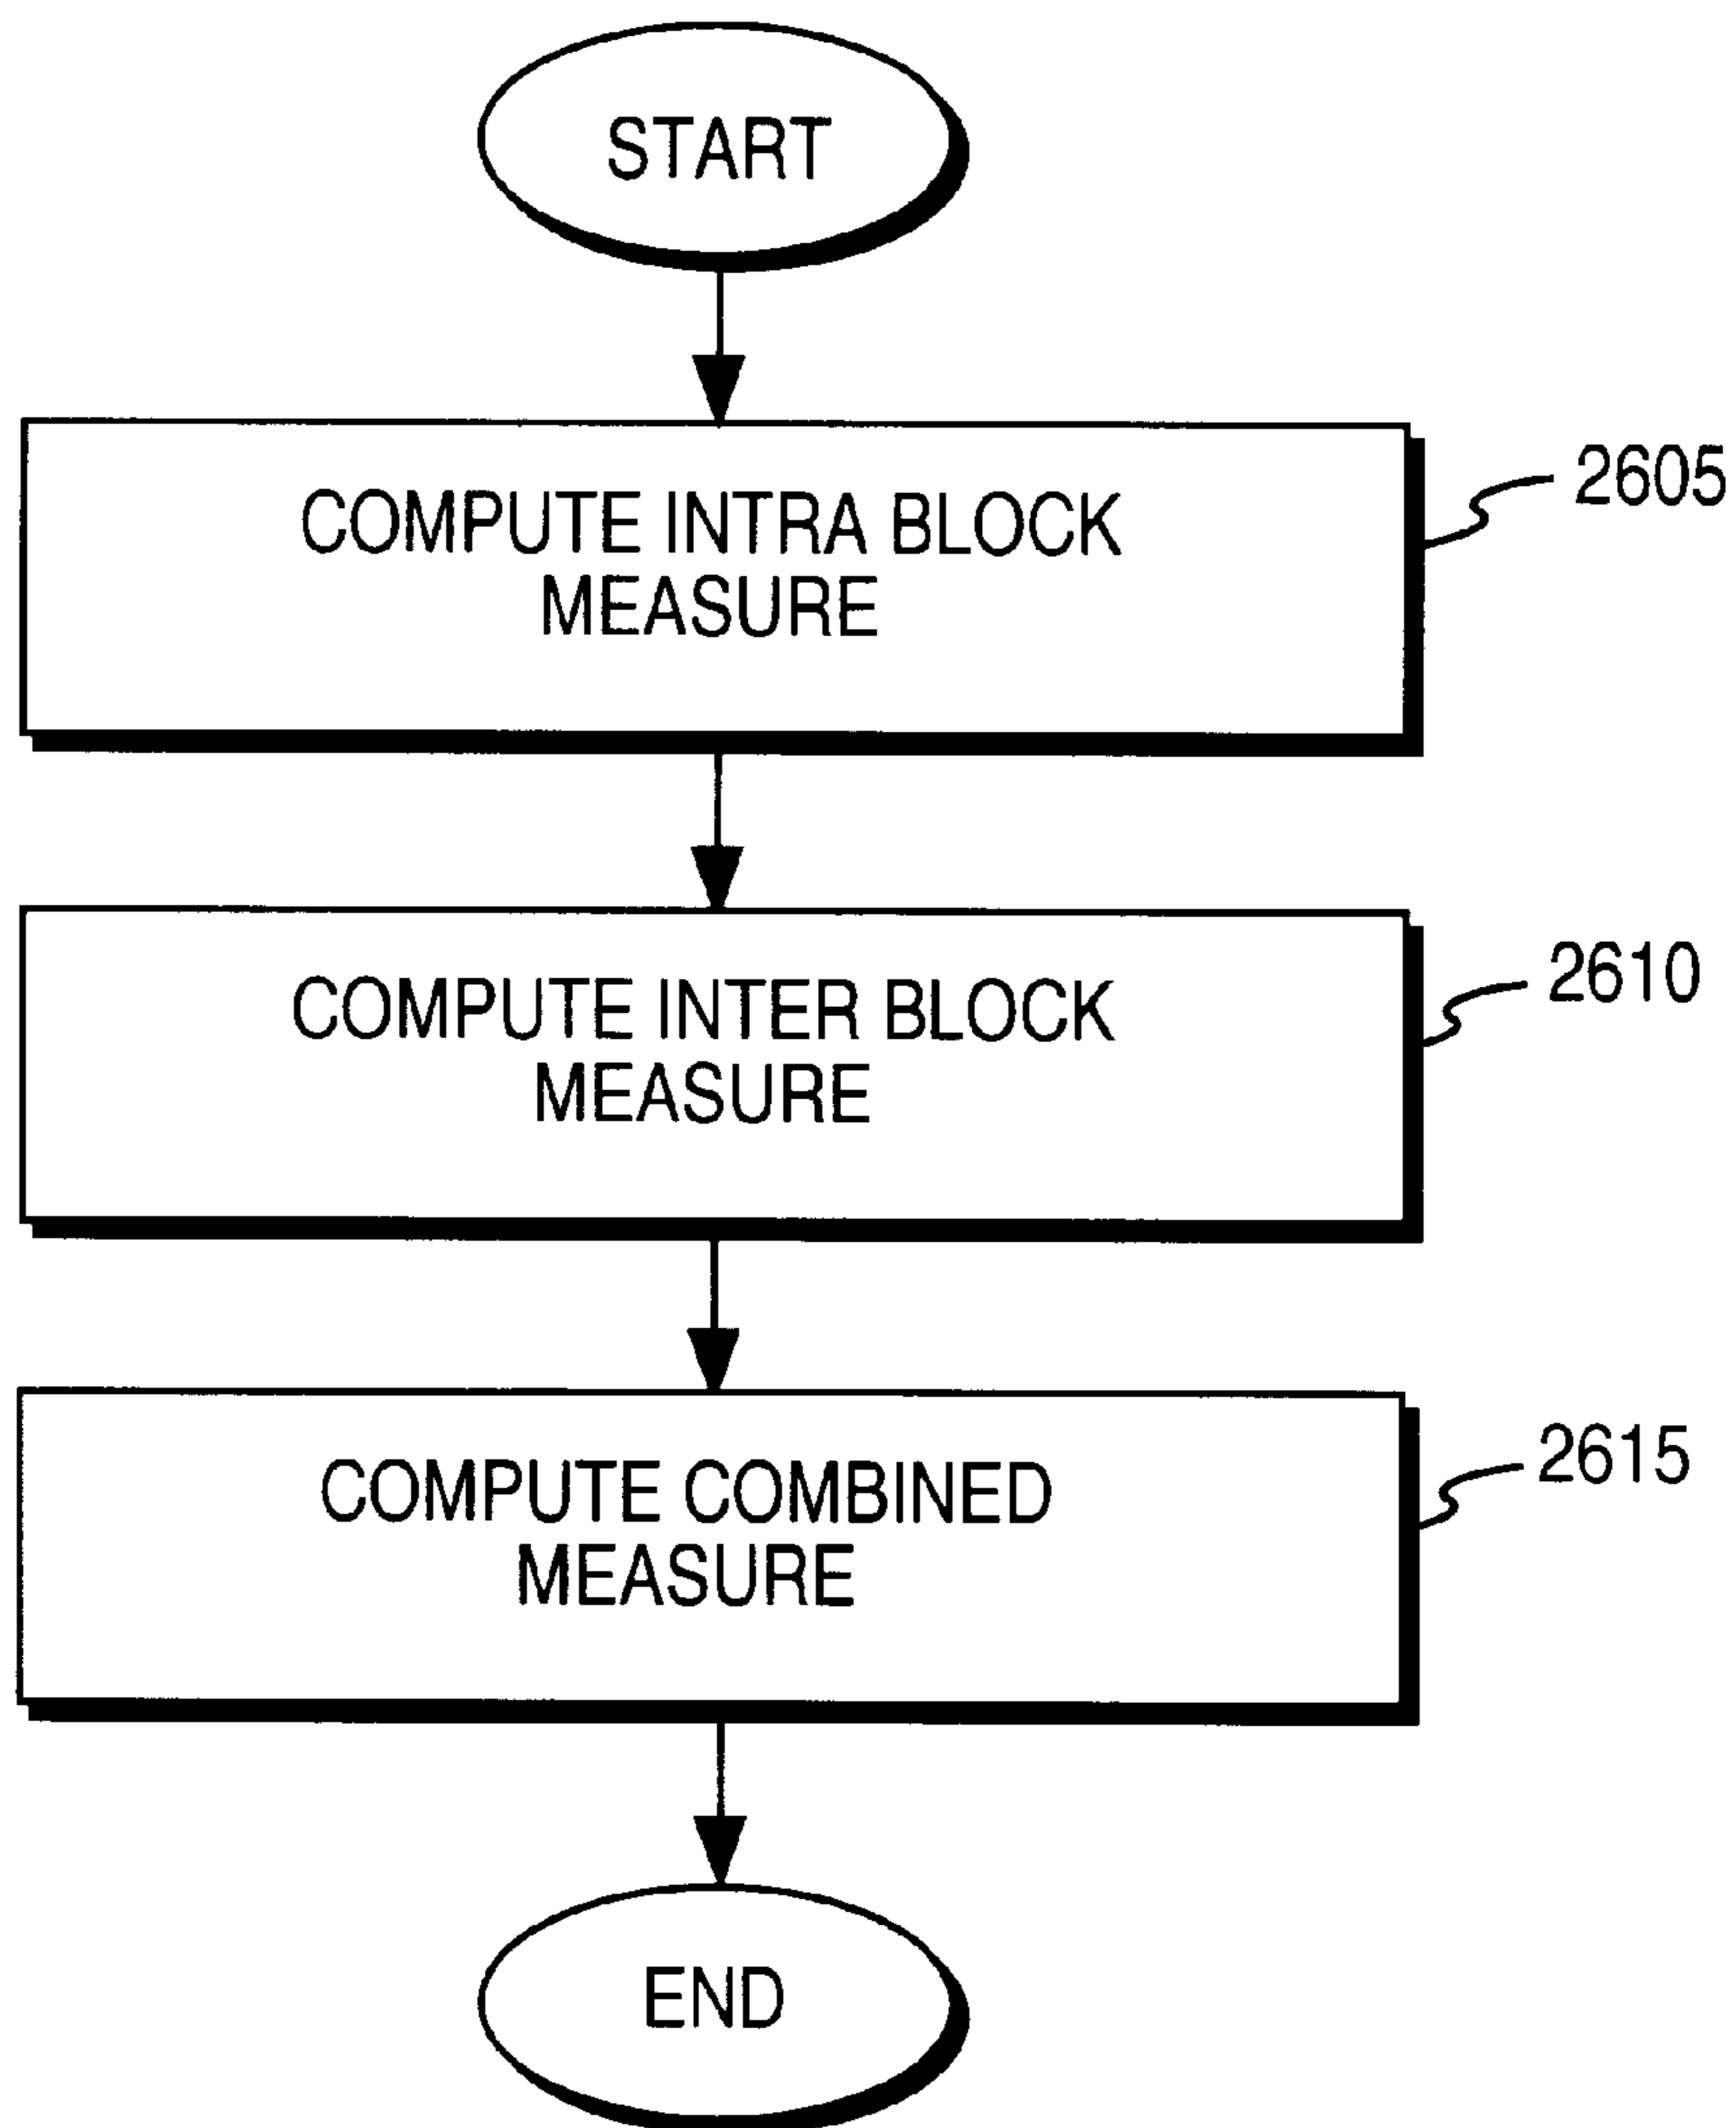 START
COMPUTE INTRA BLOCK
MEASURE
2605
COMPUTE INTER BLOCK
MEASURE
2610
COMPUTE COMBINED
MEASURE
2615
END